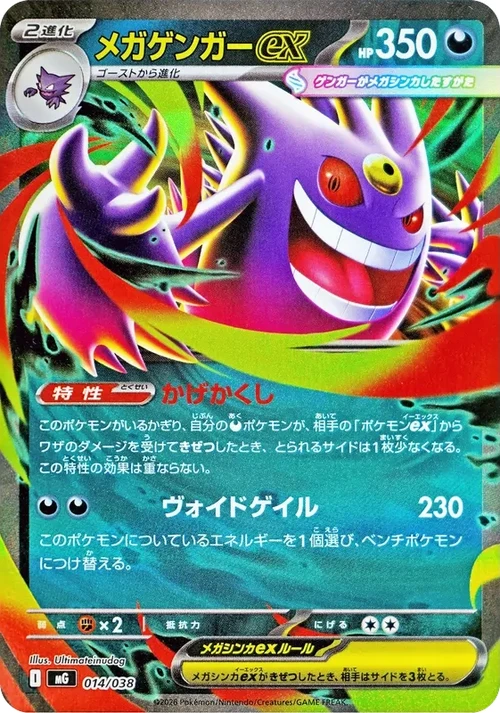 2進化
メガゲンガーex
HP350
ゴーストから進化
ゲンガーがメガシンカしたすがた
特性 とくせい かげかくし
このポケモンがいるかぎり、自分のポケモンが、相手の「ポケモンex」から
ワザのダメージを受けてきぜつしたとき、とられるサイドは1枚少なくなる。
この特性の効果は重ならない。
ヴォイドゲイル 230
このポケモンについているエネルギーを1個選び、ベンチポケモン
につけ替える。
弱点 ×2 抵抗力 にげる
Illus. Ultimateinudog
メガシンカexルール
メガシンカexがきぜつしたとき、相手はサイドを3枚とる。
I MG 014/038
©2026 Pokémon/Nintendo/Creatures/GAME FREAK.